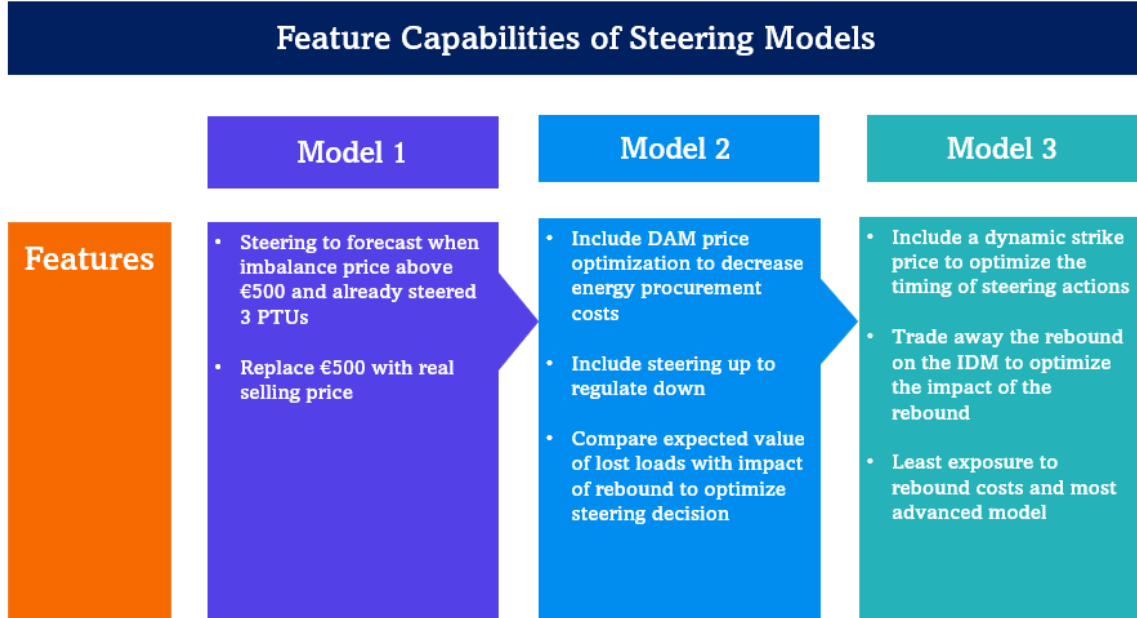 Feature Capabilities of Steering Models
Model 1
Model 2
Model 3
Features
• Steering to forecast when
imbalance price above
€500 and already steered
3 PTUs
• Replace €500 with real
selling price
• Include DAM price
optimization to decrease
energy procurement
costs
• Include steering up to
regulate down
• Compare expected value
of lost loads with impact
of rebound to optimize
steering decision
• Include a dynamic strike
price to optimize the
timing of steering actions
• Trade away the rebound
on the IDM to optimize
the impact of the
rebound
• Least exposure to
rebound costs and most
advanced model